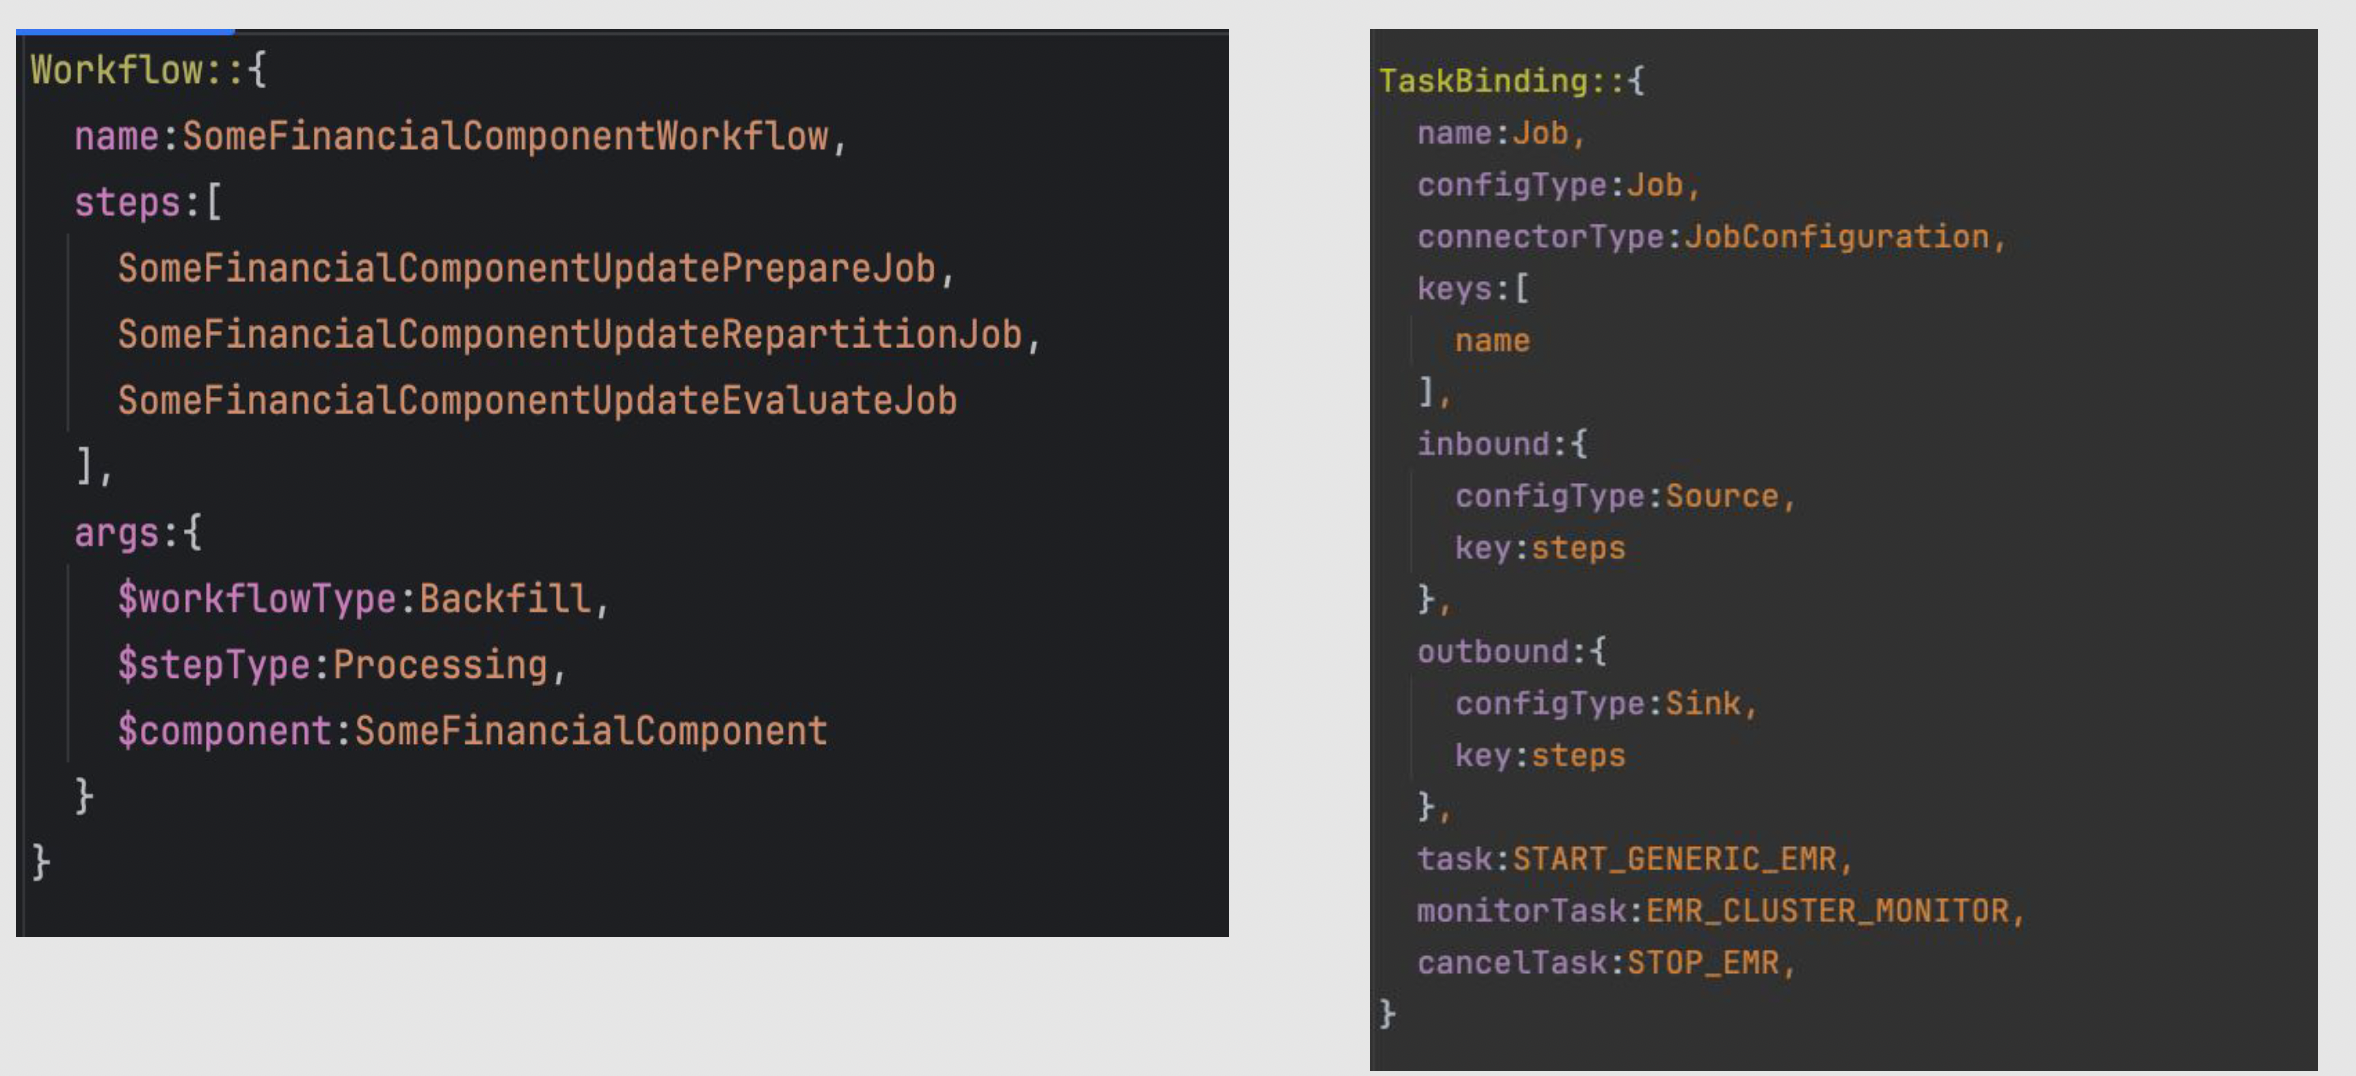 Workflow::{
name:SomeFinancialComponentWorkflow,
steps:[
SomeFinancialComponentUpdatePrepareJob,
SomeFinancialComponentUpdateRepartitionJob,
SomeFinancialComponentUpdateEvaluateJob
],
args:{
$workflowType:Backfill,
$stepType:Processing,
$component:SomeFinancialComponent
}
}
TaskBinding::{
name:Job,
configType:Job,
connectorType:JobConfiguration,
keys:[
name
],
inbound:{
configType:Source,
key:steps
},
outbound:{
configType:Sink,
key:steps
},
task:START_GENERIC_EMR,
monitorTask:EMR_CLUSTER_MONITOR,
cancelTask:STOP_EMR,
}